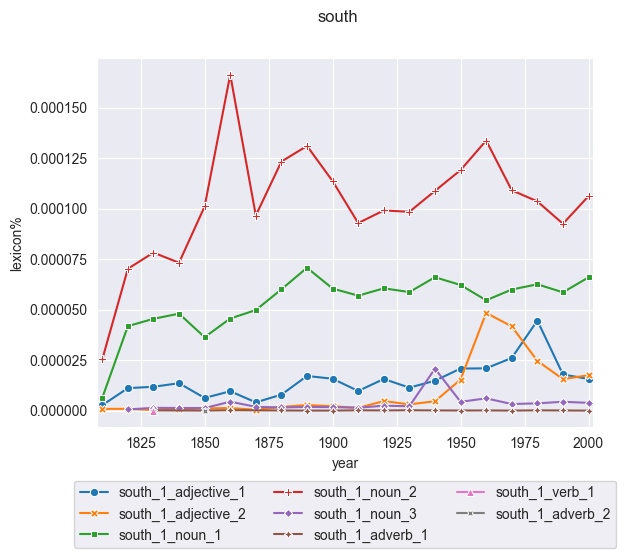 south
0.000150
0.000125
0.000100
0.000075
0.000050
0.000025
0.000000
lexicon%
1825 1850 1875 1900 1925 1950 1975 2000
year
south_1_adjective_1 south_1_noun_2 south_1_verb_1
south_1_adjective_2 south_1_noun_3 south_1_adverb_2
south_1_noun_1 south_1_adverb_1